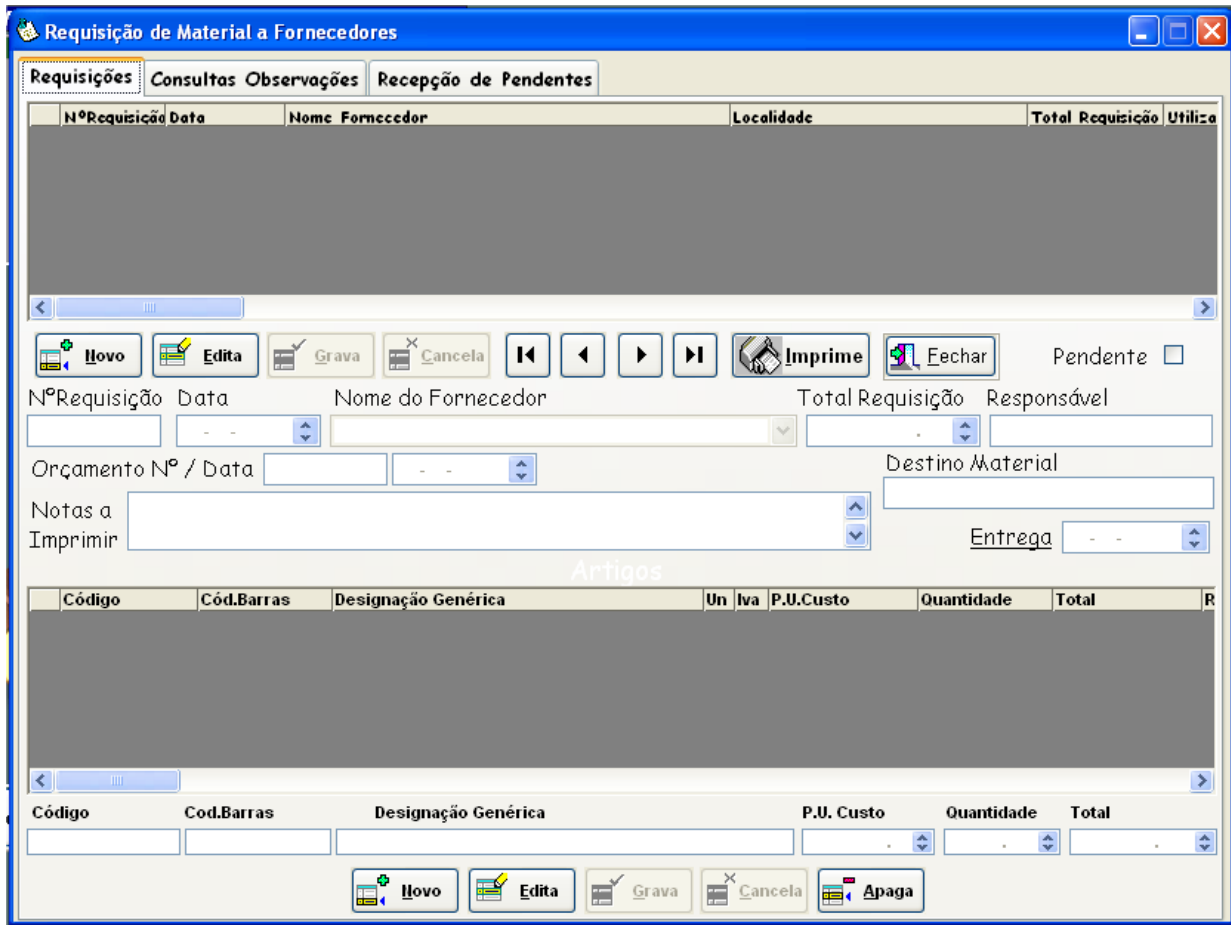 Requisição de Material a Fornecedores
Requisições Consultas Observações Recepção de Pendentes
NºRequisição Data Nome Fornecedor Localidade Total Requisição Utiliza
Novo Edita Grava Cancela Imprime Fechar Pendente
NºRequisição Data Nome do Fornecedor Total Requisição Responsável
- - .
Orçamento Nº / Data - - Destino Material
Notas a
Imprimir Entrega - -
Artigos
Código Cód.Barras Designação Genérica Un Iva P.U.Custo Quantidade Total R
Código Cod.Barras Designação Genérica P.U. Custo Quantidade Total
. . .
Novo Edita Grava Cancela Apaga